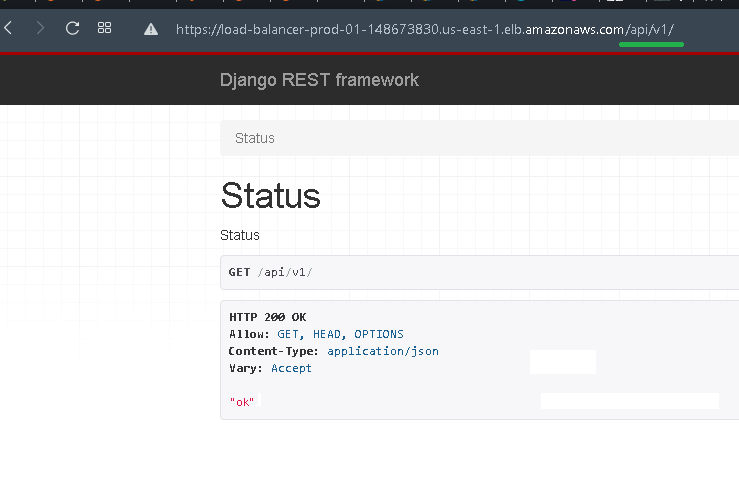 https://load-balancer-prod-01-148673830.us-east-1.elb.amazonaws.com/api/v1/
Django REST framework
Status
Status
Status
GET /api/v1/
HTTP 200 OK
Allow: GET, HEAD, OPTIONS
Content-Type: application/json
Vary: Accept
"ok"